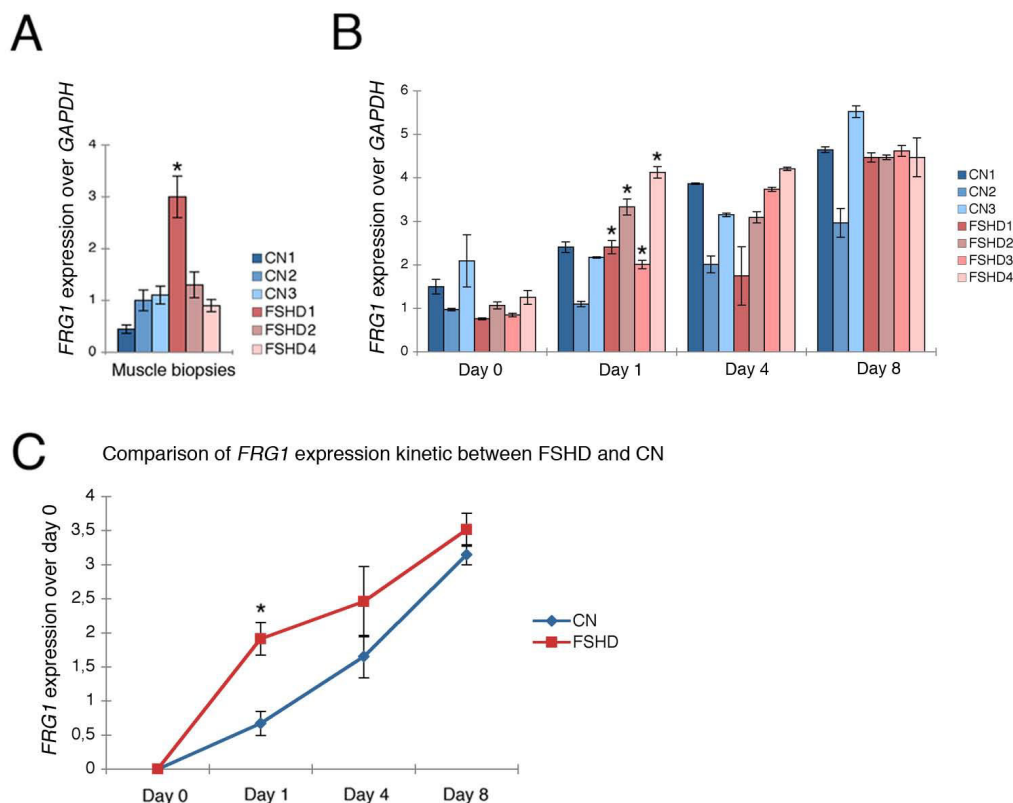 A
FRG1 expression over GAPDH
4
3
2
1
0
*
Muscle biopsies
CN1
CN2
CN3
FSHD1
FSHD2
FSHD4
B
FRG1 expression over GAPDH
6
5
4
3
2
1
0
* * * *
Day 0 Day 1 Day 4 Day 8
CN1
CN2
CN3
FSHD1
FSHD2
FSHD3
FSHD4
C
Comparison of FRG1 expression kinetic between FSHD and CN
FRG1 expression over day 0
4
3,5
3
2,5
2
1,5
1
0,5
0
*
Day 0 Day 1 Day 4 Day 8
CN
FSHD